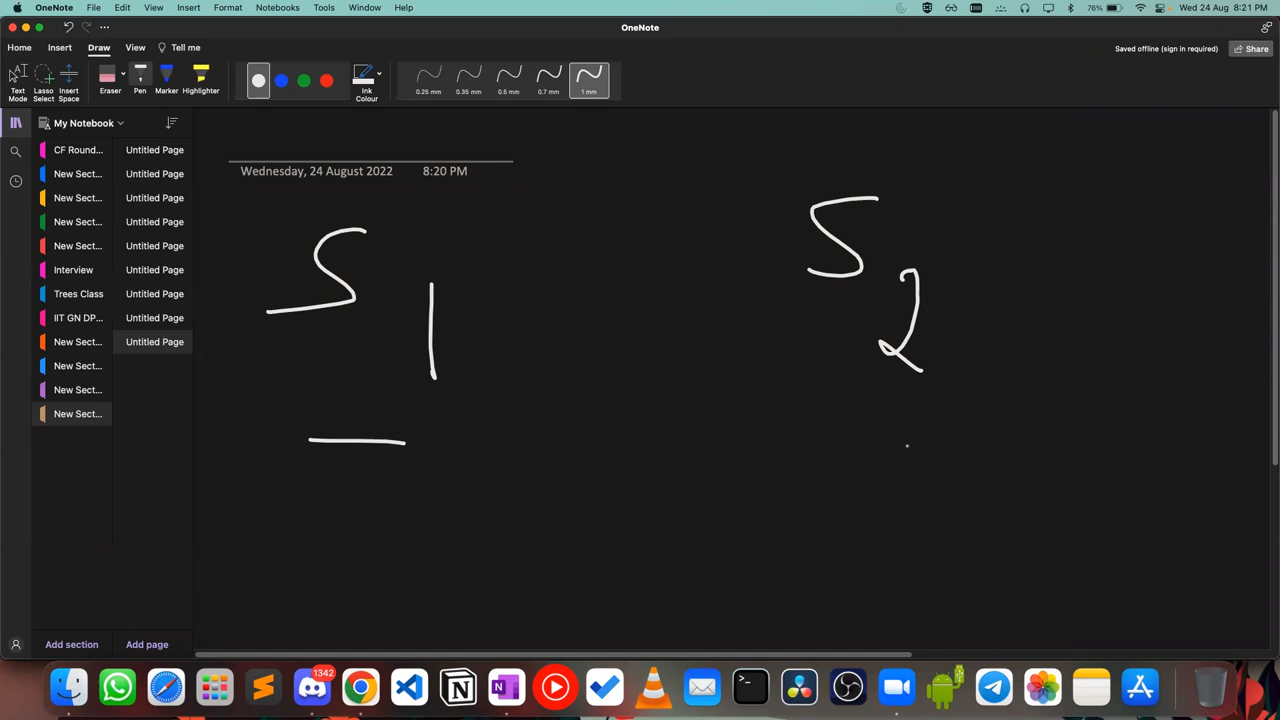 OneNote File Edit View Insert Format Notebooks Tools Window Help 76% Wed 24 Aug 8:21 PM
OneNote
Home Insert Draw View Tell me Saved offline (sign in required) Share
Text Mode Lasso Select Insert Space Eraser Pen Marker Highlighter Ink Colour 0.25 mm 0.35 mm 0.5 mm 0.7 mm 1 mm
My Notebook
CF Round... Untitled Page
New Sect... Untitled Page
New Sect... Untitled Page
New Sect... Untitled Page
New Sect... Untitled Page
Interview Untitled Page
Trees Class Untitled Page
IIT GN DP... Untitled Page
New Sect... Untitled Page
New Sect...
New Sect...
New Sect...
Wednesday, 24 August 2022 8:20 PM
S1 S2
Add section Add page
1342